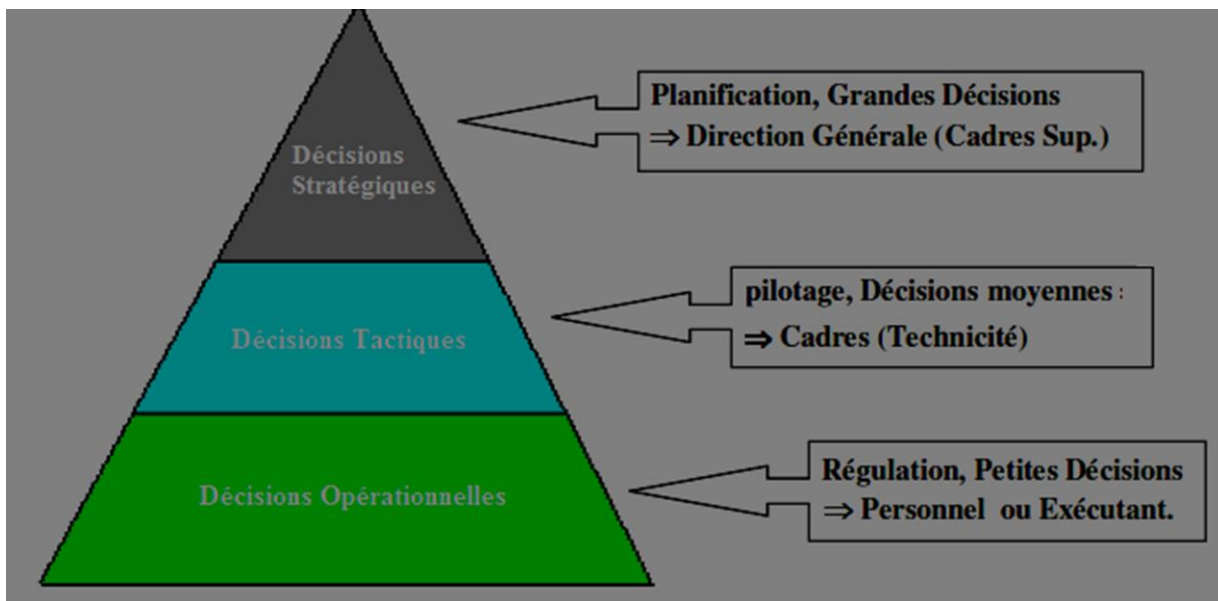 Planification, Grandes Décisions
⇒ Direction Générale (Cadres Sup.)
Décisions
Stratégiques
pilotage, Décisions moyennes :
⇒ Cadres (Technicité)
Décisions Tactiques
Régulation, Petites Décisions
⇒ Personnel ou Exécutant.
Décisions Opérationnelles